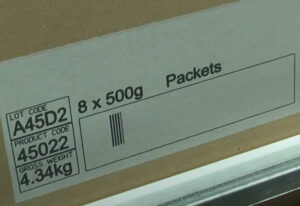 LOT CODE
A45D2
PRODUCT CODE
45022
GROSS WEIGHT
4.34kg
8 x 500g Packets